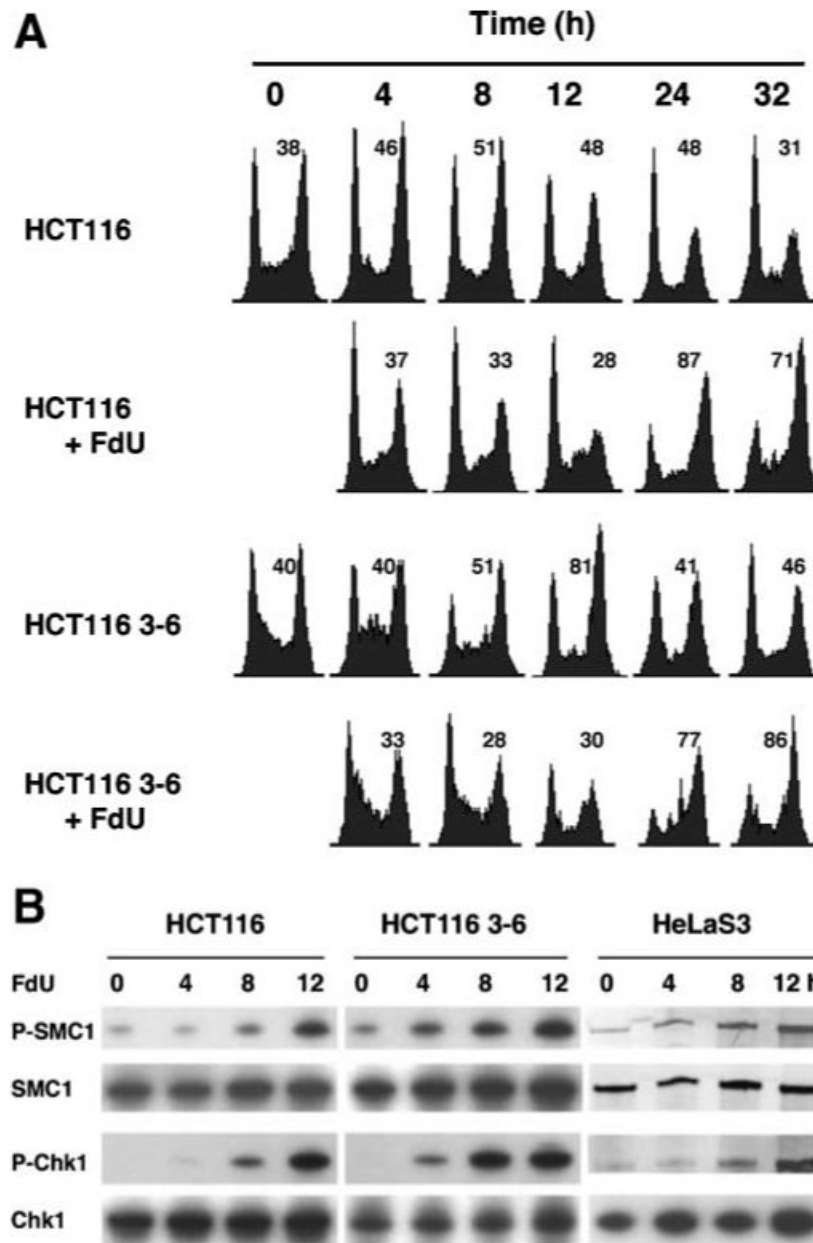 A
Time (h)
0 4 8 12 24 32
HCT116
38 46 51 48 48 31
HCT116
+ FdU
37 33 28 87 71
HCT116 3-6
40 40 51 81 41 46
HCT116 3-6
+ FdU
33 28 30 77 86
B
HCT116 HCT116 3-6 HeLaS3
FdU 0 4 8 12 0 4 8 12 0 4 8 12 h
P-SMC1
SMC1
P-Chk1
Chk1